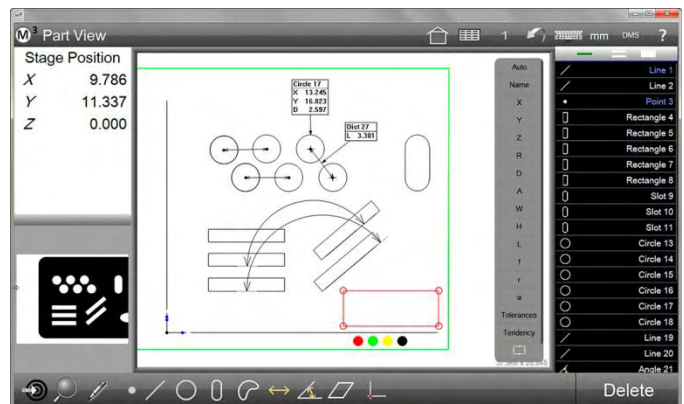 M³ Part View
1
mm
DMS
?
Stage Position
X 9.786
Y 11.337
Z 0.000
Circle 17
X 13.245
Y 16.823
D 2.597
Dist 27
L 3.381
Auto
Name
X
Y
Z
R
D
A
W
H
L
f
r
a
Tolerances
Tendency
Line 1
Line 2
Point 3
Rectangle 4
Rectangle 5
Rectangle 6
Rectangle 7
Rectangle 8
Slot 9
Slot 10
Slot 11
Circle 13
Circle 14
Circle 15
Circle 16
Circle 17
Circle 18
Line 19
Line 20
Angle 21
Delete